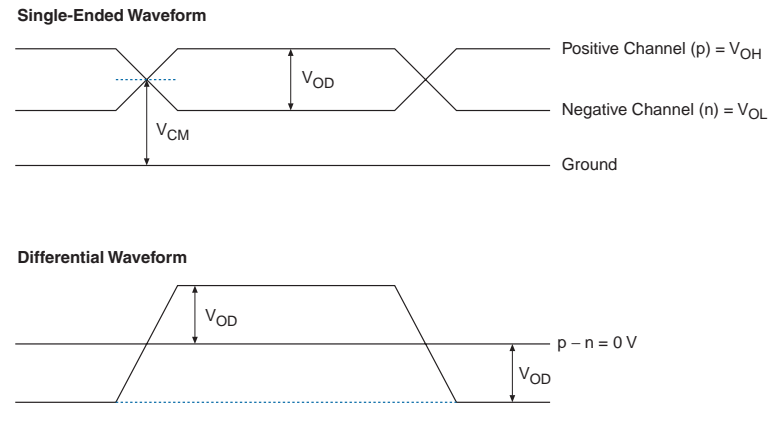 Single-Ended Waveform
Positive Channel (p) = VOH
VOD
Negative Channel (n) = VOL
VCM
Ground
Differential Waveform
VOD
p − n = 0 V
VOD